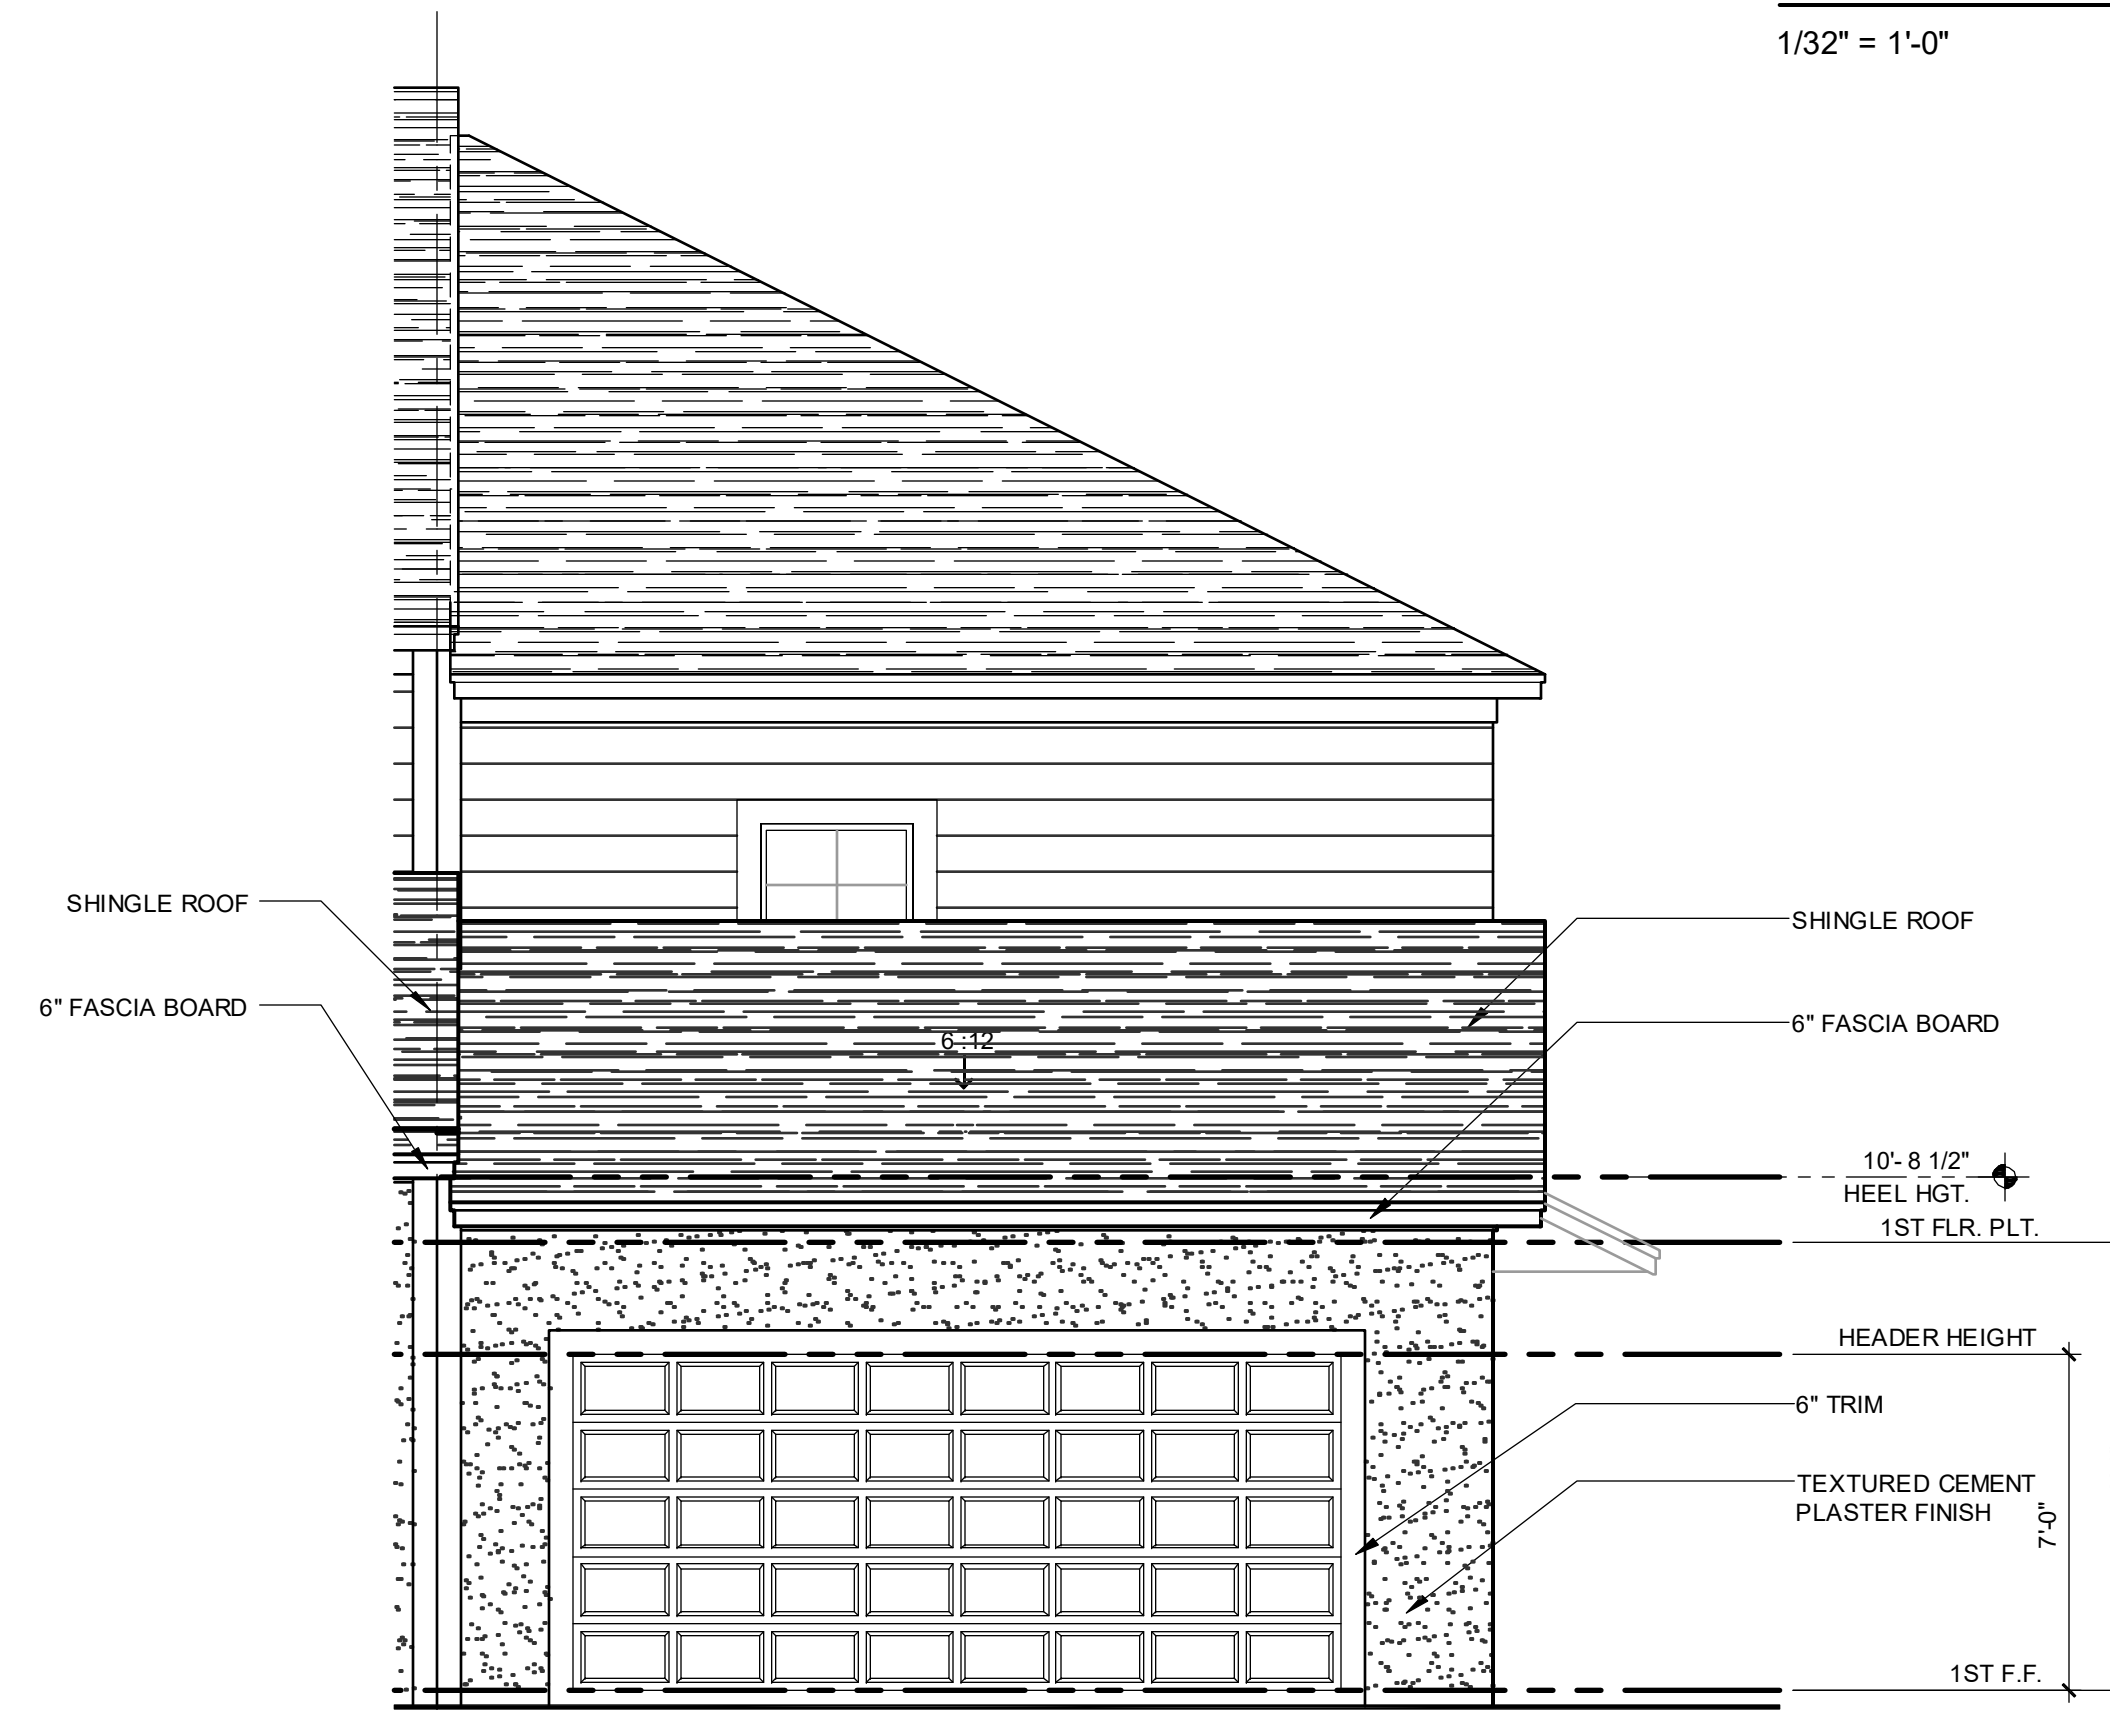 1/32" = 1'-0"
SHINGLE ROOF
SHINGLE ROOF
6" FASCIA BOARD
6" FASCIA BOARD
6 :12
10'- 8 1/2"
HEEL HGT.
1ST FLR. PLT.
HEADER HEIGHT
6" TRIM
TEXTURED CEMENT
PLASTER FINISH
7'-0"
1ST F.F.